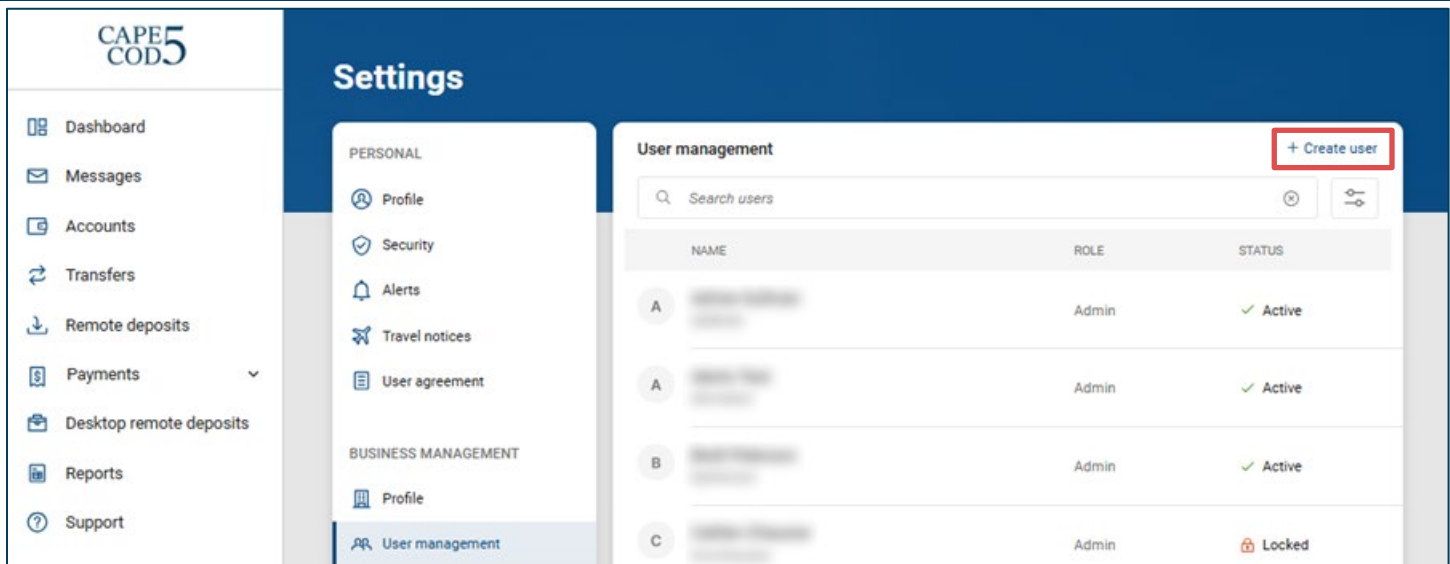 CAPE
COD 5
Dashboard
Messages
Accounts
Transfers
Remote deposits
Payments
Desktop remote deposits
Reports
Support
Settings
PERSONAL
Profile
Security
Alerts
Travel notices
User agreement
BUSINESS MANAGEMENT
Profile
User management
User management + Create user
Search users
NAME ROLE STATUS
A Admin Active
A Admin Active
B Admin Active
C Admin Locked